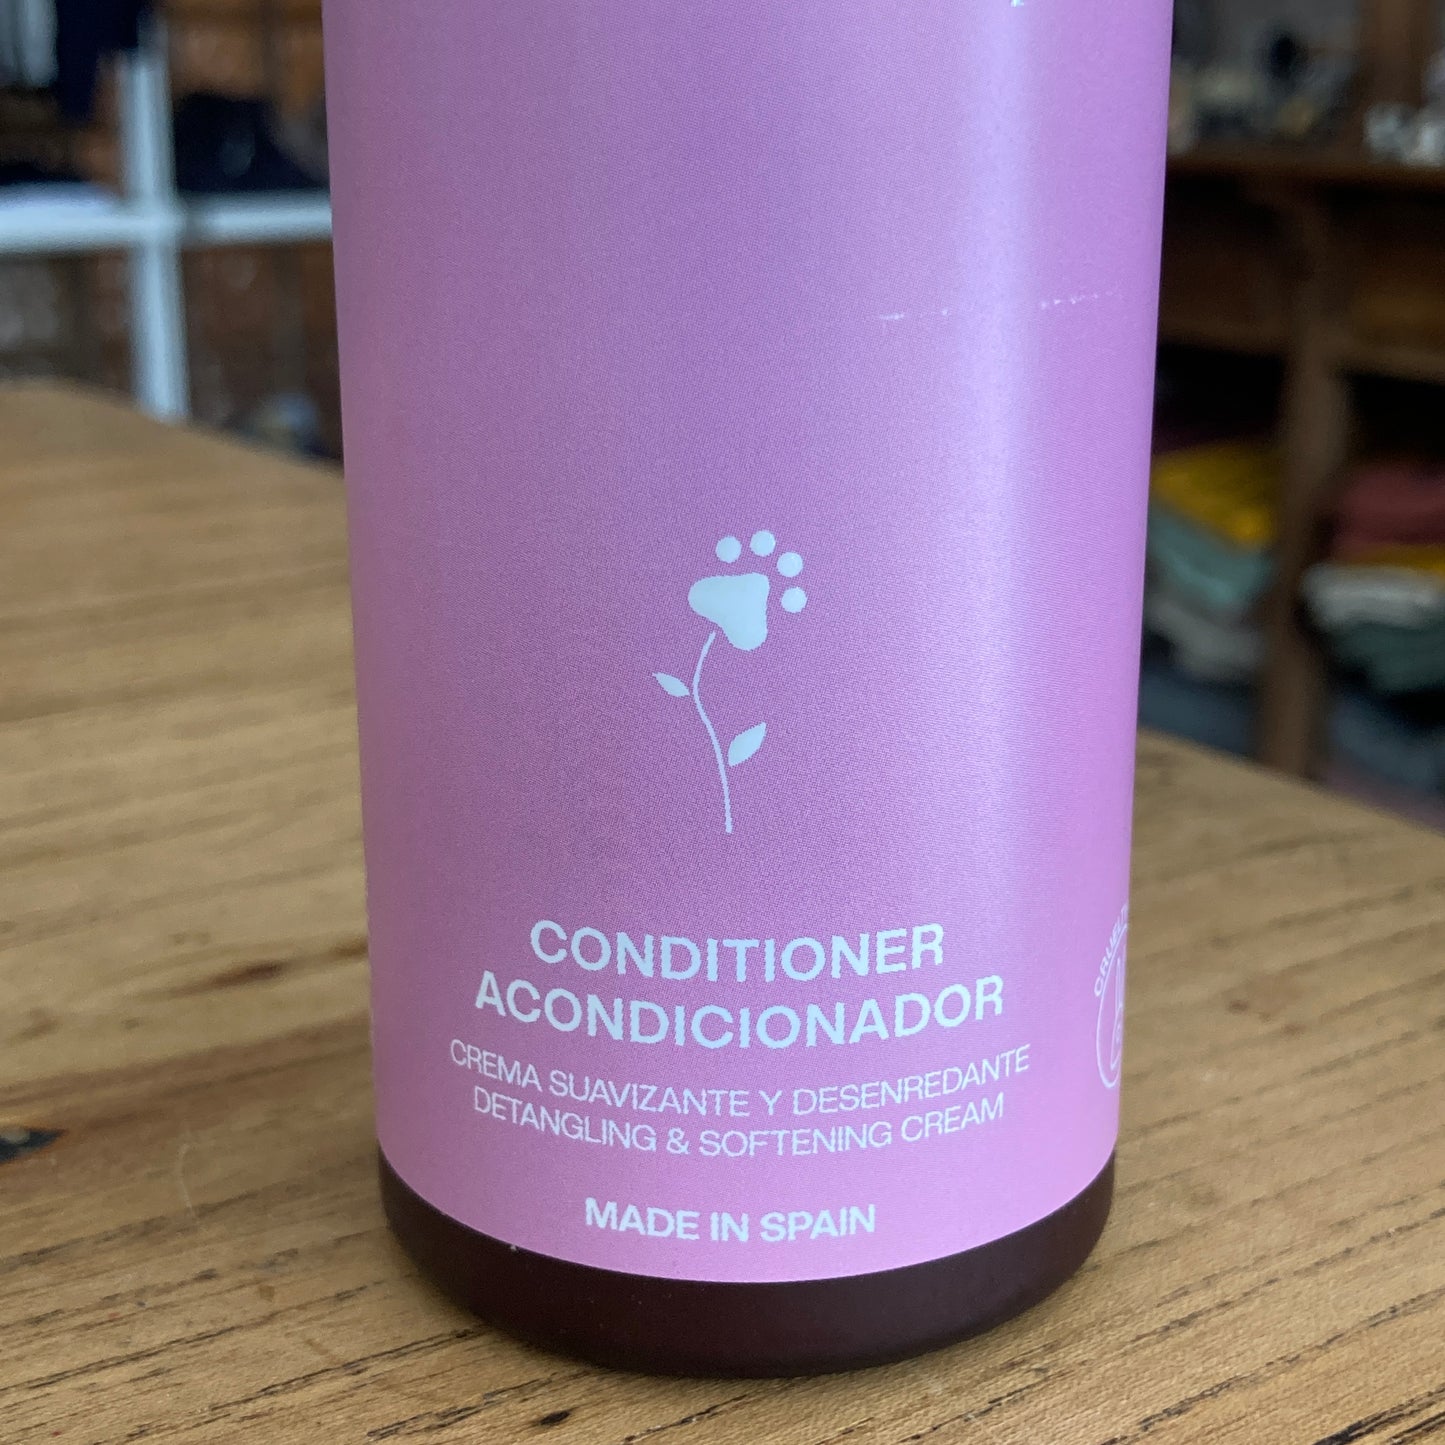 CONDITIONER
ACONDICIONADOR
CREMA SUAVIZANTE Y DESENREDANTE
DETANGLING & SOFTENING CREAM
MADE IN SPAIN